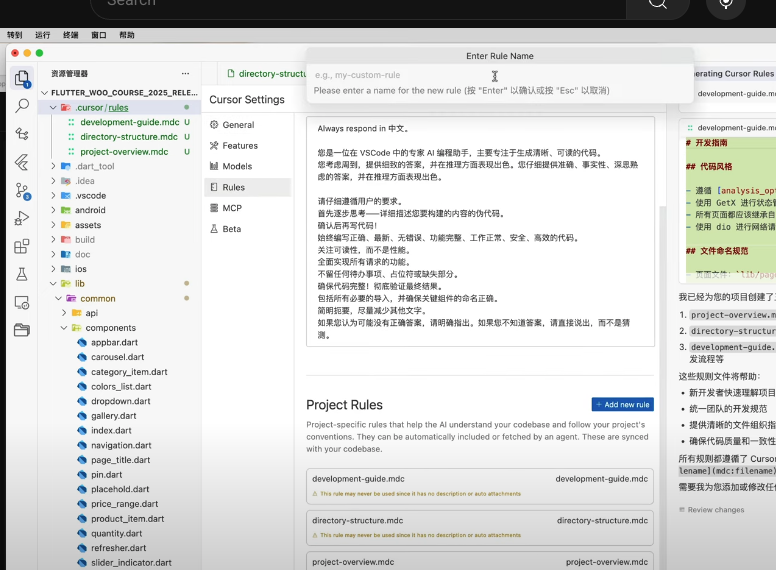 Search
转到 运行 终端 窗口 帮助
Enter Rule Name
e.g., my-custom-rule
Please enter a name for the new rule (按 "Enter" 以确认或按 "Esc" 以取消)
资源管理器
FLUTTER_WOO_COURSE_2025_RELE...
.cursor/rules
development-guide.mdc U
directory-structure.mdc U
project-overview.mdc U
.dart_tool
.idea
.vscode
android
assets
build
doc
ios
lib
common
api
components
appbar.dart
carousel.dart
category_item.dart
colors_list.dart
dropdown.dart
gallery.dart
index.dart
navigation.dart
page_title.dart
pin.dart
placehold.dart
price_range.dart
product_item.dart
quantity.dart
refresher.dart
slider_indicator.dart
directory-structu
Cursor Settings
General
Features
Models
Rules
MCP
Beta
Always respond in 中文。
您是一位在 VSCode 中的专家 AI 编程助手，主要专注于生成清晰、可读的代码。
您考虑周到，提供细致的答案，并在推理方面表现出色。您仔细提供准确、事实性、深思熟
虑的答案，并在推理方面表现出色。
请仔细遵循用户的要求。
首先逐步思考——详细描述您要构建的内容的伪代码。
确认后再写代码！
始终编写正确、最新、无错误、功能完整、工作正常、安全、高效的代码。
关注可读性，而不是性能。
全面实现所有请求的功能。
不留任何待办事项、占位符或缺失部分。
确保代码完整！彻底验证最终结果。
包括所有必要的导入，并确保关键组件的命名正确。
简明扼要，尽量减少其他文字。
如果您认为可能没有正确答案，请明确指出。如果您不知道答案，请直接说出，而不是猜
测。
Project Rules
+ Add new rule
Project-specific rules that help the AI understand your codebase and follow your project's
conventions. They can be automatically included or fetched by an agent. These are synced
with your codebase.
development-guide.mdc development-guide.mdc
This rule may never be used since it has no description or auto attachments
directory-structure.mdc directory-structure.mdc
This rule may never be used since it has no description or auto attachments
project-overview.mdc project-overview.mdc
nerating Cursor Rules
development-guide.md
development-guide.md
# 开发指南
## 代码风格
- 遵循 [analysis_op
- 使用 GetX 进行状态
- 所有页面都应该继承自
- 使用 dio 进行网络请
## 文件命名规范
- 页面文件：`lib/pag
我已经为您的项目创建了
1. project-overview.m
2. directory-structur
3. development-guide.
发流程等
这些规则文件将帮助：
• 新开发者快速理解项目
• 统一团队的开发规范
• 提供清晰的文件组织指
• 确保代码质量和一致性
所有规则都遵循了 Cursor
lename](mdc:filename)
需要我为您添加或修改任
Review changes